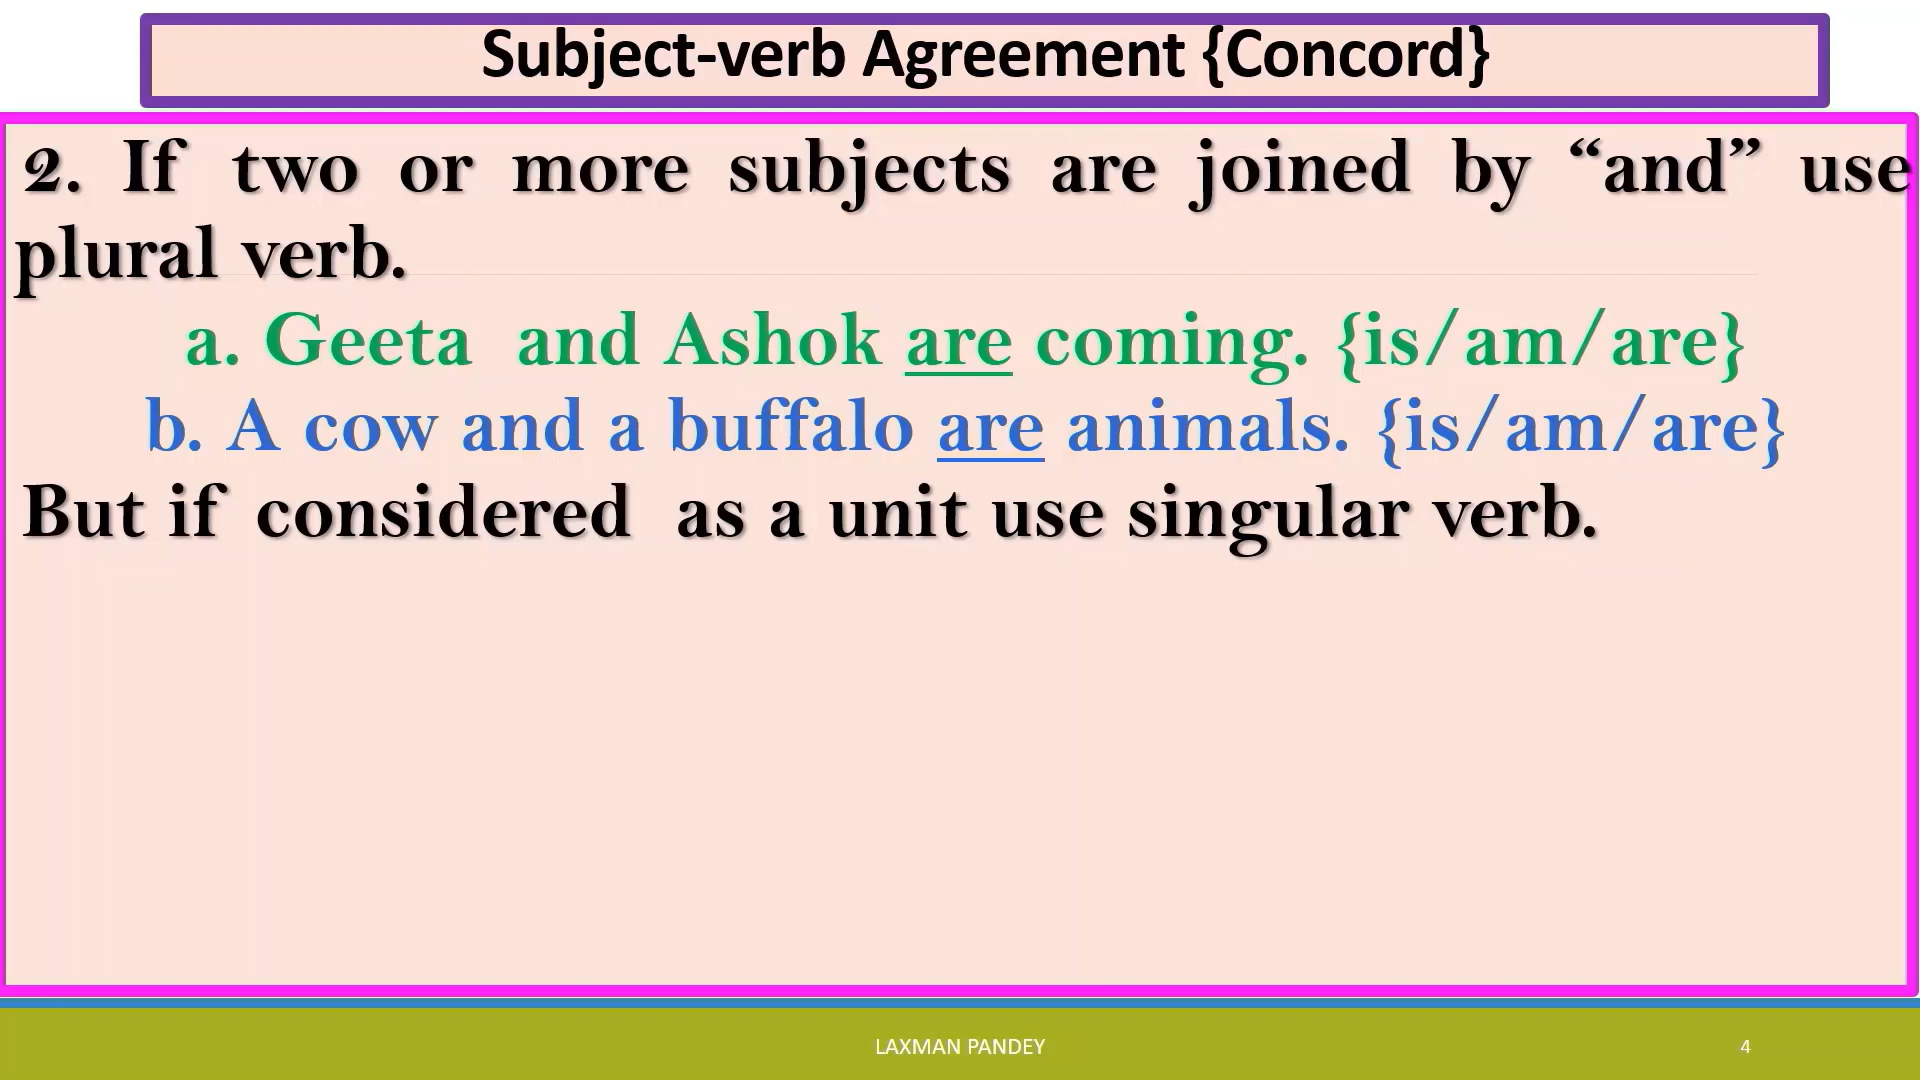 Subject-verb Agreement {Concord}
2. If two or more subjects are joined by “and” use
plural verb.
a. Geeta and Ashok are coming. {is/am/are}
b. A cow and a buffalo are animals. {is/am/are}
But if considered as a unit use singular verb.
LAXMAN PANDEY
4